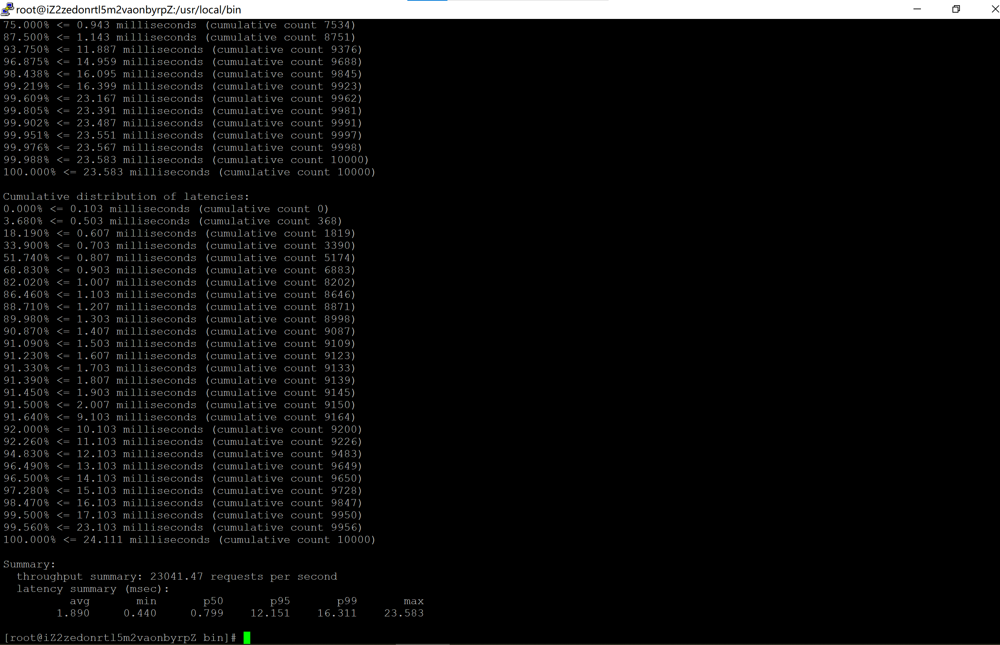 root@iZ2zedonrtl5m2vaonbyrpZ:/usr/local/bin
75.000% <= 0.943 milliseconds (cumulative count 7534)
87.500% <= 1.143 milliseconds (cumulative count 8751)
93.750% <= 11.887 milliseconds (cumulative count 9376)
96.875% <= 14.959 milliseconds (cumulative count 9688)
98.438% <= 16.095 milliseconds (cumulative count 9845)
99.219% <= 16.399 milliseconds (cumulative count 9923)
99.609% <= 23.167 milliseconds (cumulative count 9962)
99.805% <= 23.391 milliseconds (cumulative count 9981)
99.902% <= 23.487 milliseconds (cumulative count 9991)
99.951% <= 23.551 milliseconds (cumulative count 9997)
99.976% <= 23.567 milliseconds (cumulative count 9998)
99.988% <= 23.583 milliseconds (cumulative count 10000)
100.000% <= 23.583 milliseconds (cumulative count 10000)
Cumulative distribution of latencies:
0.000% <= 0.103 milliseconds (cumulative count 0)
3.680% <= 0.503 milliseconds (cumulative count 368)
18.190% <= 0.607 milliseconds (cumulative count 1819)
33.900% <= 0.703 milliseconds (cumulative count 3390)
51.740% <= 0.807 milliseconds (cumulative count 5174)
68.830% <= 0.903 milliseconds (cumulative count 6883)
82.020% <= 1.007 milliseconds (cumulative count 8202)
86.460% <= 1.103 milliseconds (cumulative count 8646)
88.710% <= 1.207 milliseconds (cumulative count 8871)
89.980% <= 1.303 milliseconds (cumulative count 8998)
90.870% <= 1.407 milliseconds (cumulative count 9087)
91.090% <= 1.503 milliseconds (cumulative count 9109)
91.230% <= 1.607 milliseconds (cumulative count 9123)
91.330% <= 1.703 milliseconds (cumulative count 9133)
91.390% <= 1.807 milliseconds (cumulative count 9139)
91.450% <= 1.903 milliseconds (cumulative count 9145)
91.500% <= 2.007 milliseconds (cumulative count 9150)
91.640% <= 9.103 milliseconds (cumulative count 9164)
92.000% <= 10.103 milliseconds (cumulative count 9200)
92.260% <= 11.103 milliseconds (cumulative count 9226)
94.830% <= 12.103 milliseconds (cumulative count 9483)
96.490% <= 13.103 milliseconds (cumulative count 9649)
96.500% <= 14.103 milliseconds (cumulative count 9650)
97.280% <= 15.103 milliseconds (cumulative count 9728)
98.470% <= 16.103 milliseconds (cumulative count 9847)
99.500% <= 17.103 milliseconds (cumulative count 9950)
99.560% <= 23.103 milliseconds (cumulative count 9956)
100.000% <= 24.111 milliseconds (cumulative count 10000)
Summary:
throughput summary: 23041.47 requests per second
latency summary (msec):
avg min p50 p95 p99 max
1.890 0.440 0.799 12.151 16.311 23.583
[root@iZ2zedonrtl5m2vaonbyrpZ bin]#